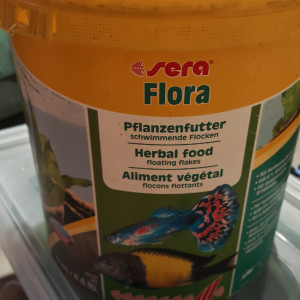 sera
Flora
Pflanzenfutter
schwimmende Flocken
Herbal food
floating flakes
Aliment végétal
flocons flottants